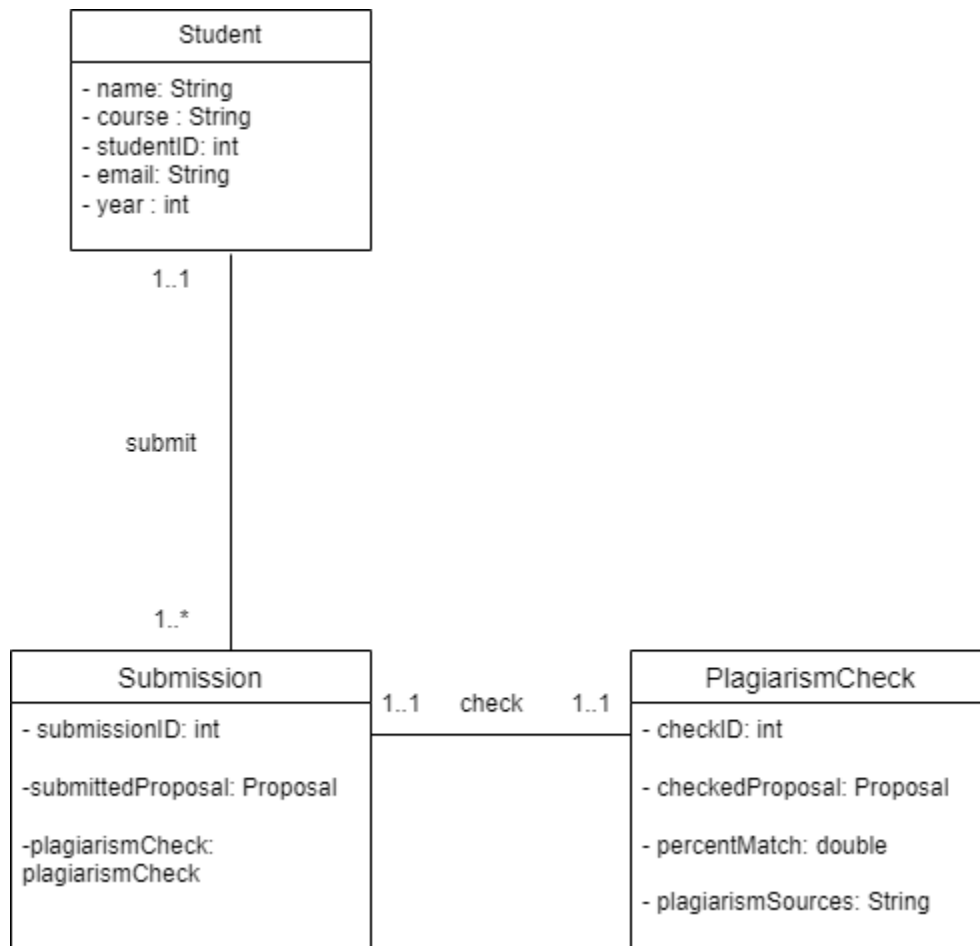 Student
- name: String
- course : String
- studentID: int
- email: String
- year : int
1..1
submit
1..*
Submission
- submissionID: int
-submittedProposal: Proposal
-plagiarismCheck:
plagiarismCheck
1..1 check 1..1
PlagiarismCheck
- checkID: int
- checkedProposal: Proposal
- percentMatch: double
- plagiarismSources: String